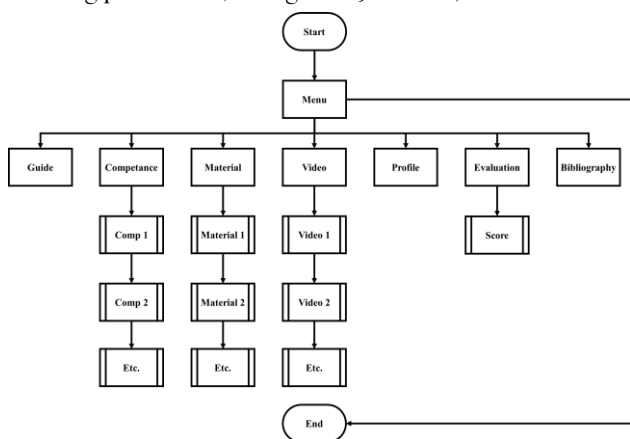 Start
Menu
Guide
Competance
Material
Video
Profile
Evaluation
Bibliography
Comp 1
Material 1
Video 1
Score
Comp 2
Material 2
Video 2
Etc.
Etc.
Etc.
End